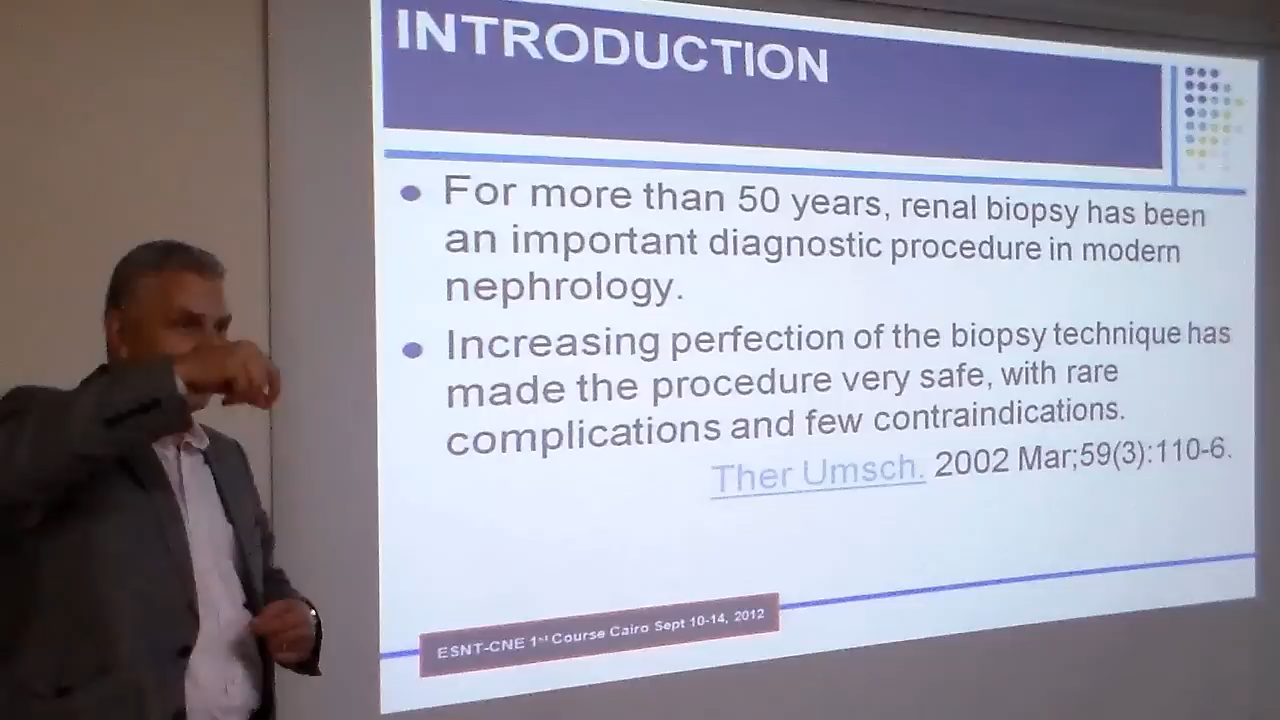 INTRODUCTION
For more than 50 years, renal biopsy has been
an important diagnostic procedure in modern
nephrology.
Increasing perfection of the biopsy technique has
made the procedure very safe, with rare
complications and few contraindications.
Ther Umsch. 2002 Mar;59(3):110-6.
ESNT-CNE 1st Course Cairo Sept 10-14, 2012